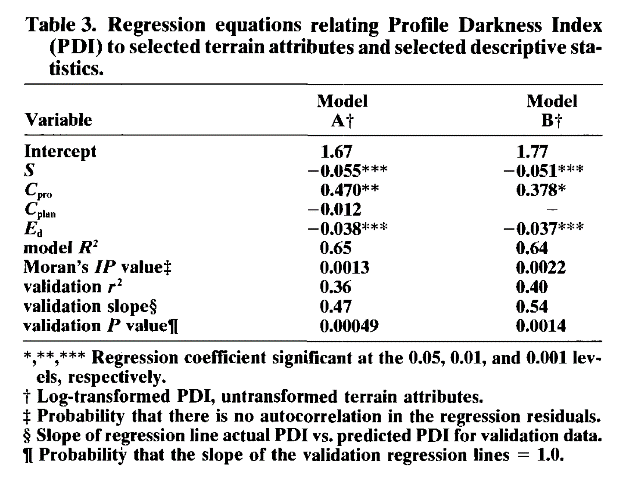 Table 3. Regression equations relating Profile Darkness Index
(PDI) to selected terrain attributes and selected descriptive sta-
tistics.
Model Model
Variable A† B†
Intercept 1.67 1.77
S −0.055*** −0.051***
Cpro 0.470** 0.378*
Cplan −0.012 –
Ed −0.038*** −0.037***
model R² 0.65 0.64
Moran's IP value‡ 0.0013 0.0022
validation r² 0.36 0.40
validation slope§ 0.47 0.54
validation P value¶ 0.00049 0.0014
*,**,*** Regression coefficient significant at the 0.05, 0.01, and 0.001 lev-
els, respectively.
† Log-transformed PDI, untransformed terrain attributes.
‡ Probability that there is no autocorrelation in the regression residuals.
§ Slope of regression line actual PDI vs. predicted PDI for validation data.
¶ Probability that the slope of the validation regression lines = 1.0.